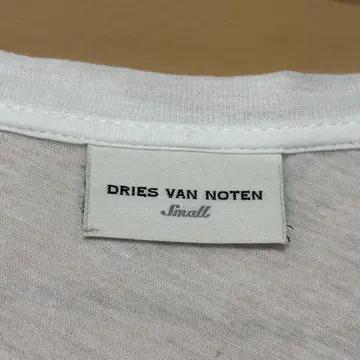 DRIES VAN NOTEN
Small